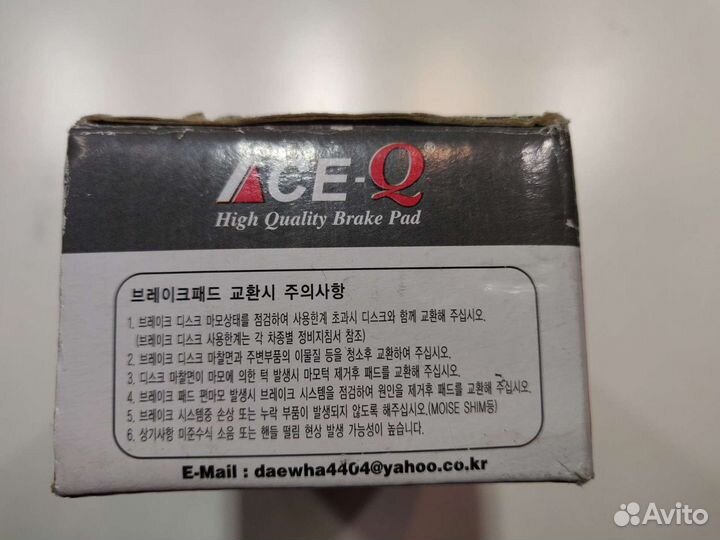 ACE-Q
High Quality Brake Pad
브레이크패드 교환시 주의사항
1. 브레이크 디스크 마모상태를 점검하여 사용한계 초과시 디스크와 함께 교환해 주십시오.
(브레이크 디스크 사용한계는 각 차종별 정비지침서 참조)
2. 브레이크 디스크 마찰면과 주변부품의 이물질 등을 청소후 교환하여 주십시오.
3. 디스크 마찰면이 마모에 의한 턱 발생시 마모턱 제거후 패드를 교환해 주십시오.
4. 브레이크 패드 편마모 발생시 브레이크 시스템을 점검하여 원인을 제거후 패드를 교환해 주십시오.
5. 브레이크 시스템중 손상 또는 누락 부품이 발생되지 않도록 해주십시오.(MOISE SHIM등)
6. 상기사항 미준수시 소음 또는 핸들 떨림 현상 발생 가능성이 높습니다.
E-Mail : daewha4404@yahoo.co.kr
Avito